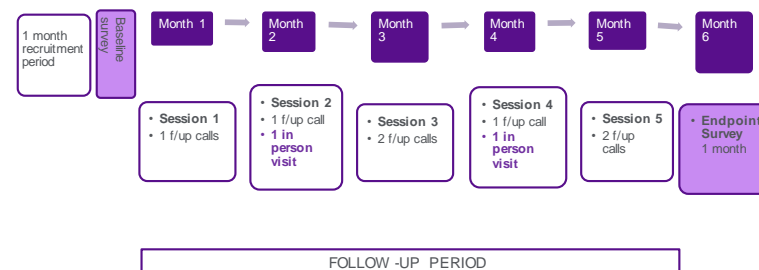 1 month
recruitment
period
Baseline
survey
Month 1
Month
2
Month
3
Month
4
Month
5
Month
6
• Session 1
• 1 f/up calls
• Session 2
• 1 f/up call
• 1 in
person
visit
• Session 3
• 2 f/up calls
• Session 4
• 1 f/up call
• 1 in
person
visit
• Session 5
• 2 f/up
calls
• Endpoint
Survey
1 month
FOLLOW -UP PERIOD